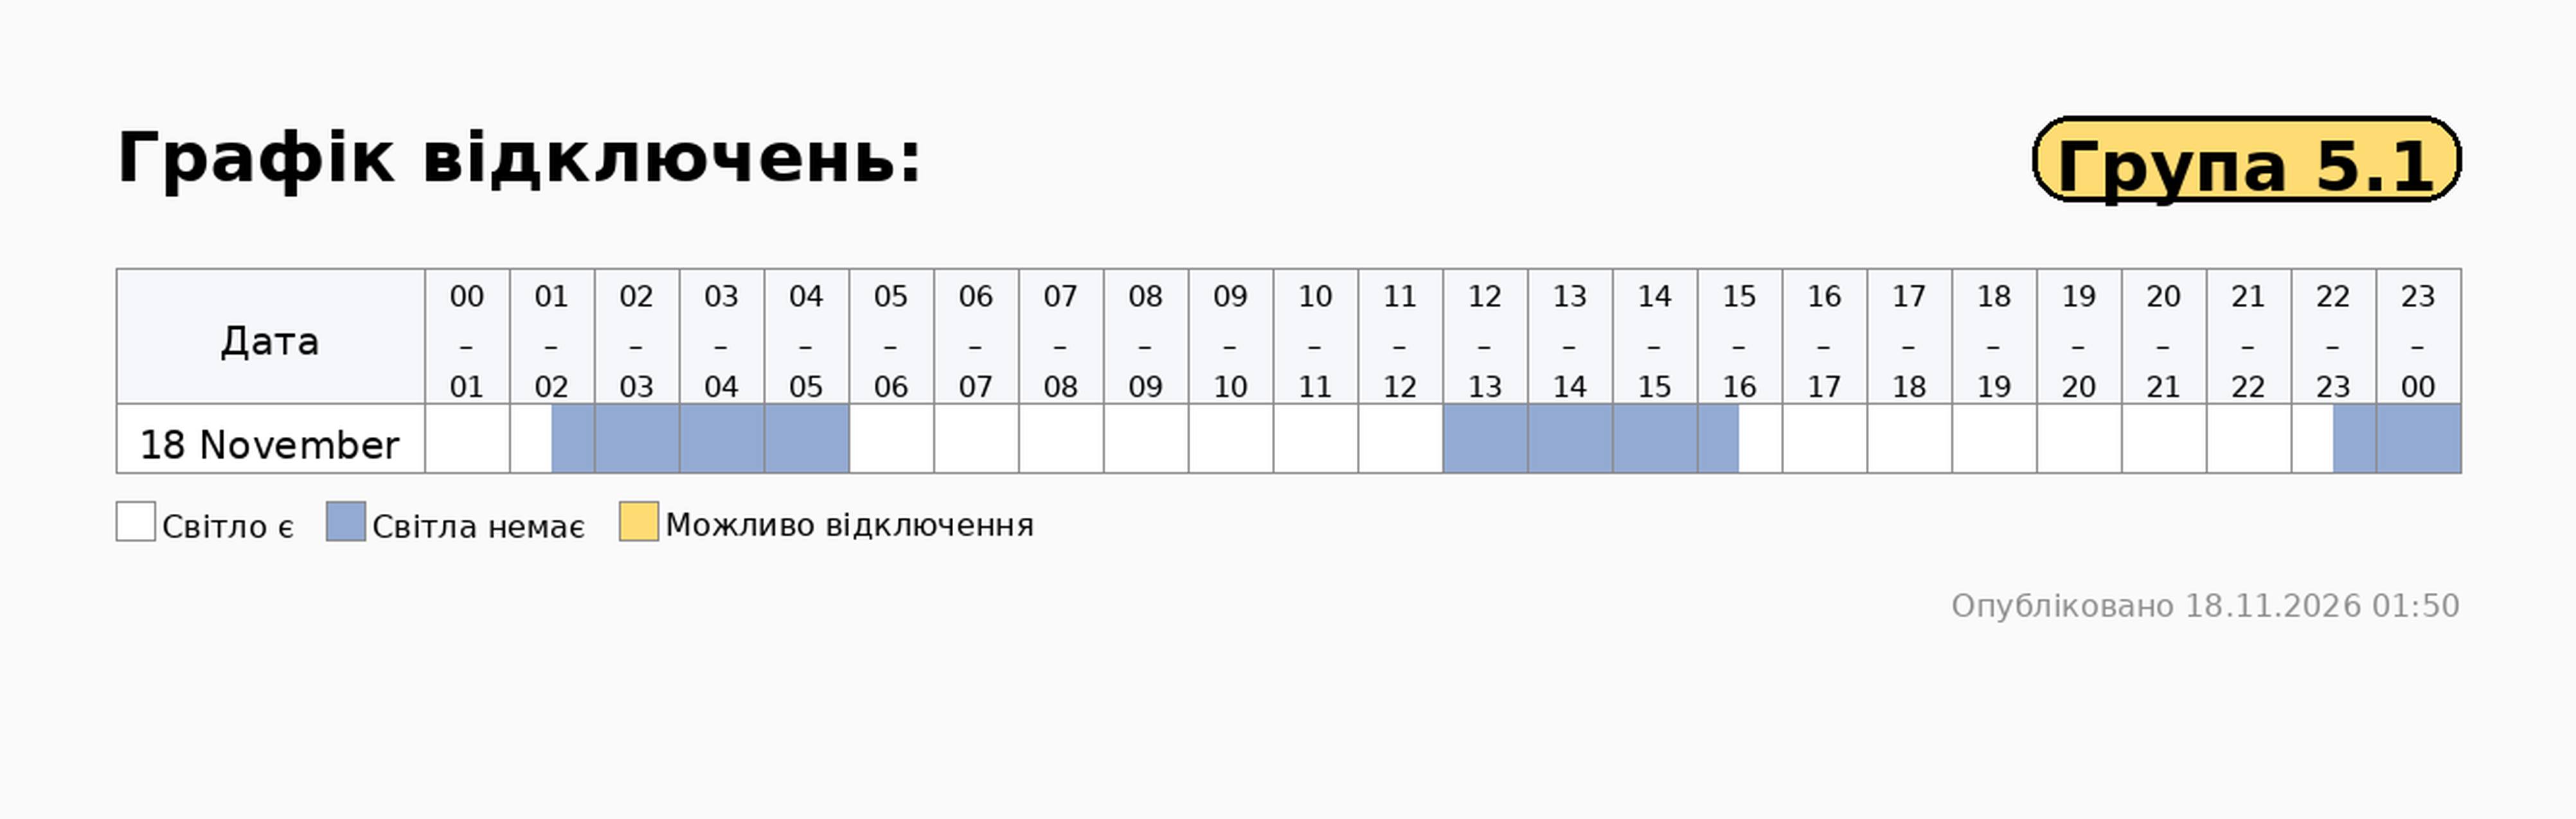 Графік відключень:
Група 5.1
Дата
00 – 01
01 – 02
02 – 03
03 – 04
04 – 05
05 – 06
06 – 07
07 – 08
08 – 09
09 – 10
10 – 11
11 – 12
12 – 13
13 – 14
14 – 15
15 – 16
16 – 17
17 – 18
18 – 19
19 – 20
20 – 21
21 – 22
22 – 23
23 – 00
18 November
Світло є
Світла немає
Можливо відключення
Опубліковано 18.11.2026 01:50